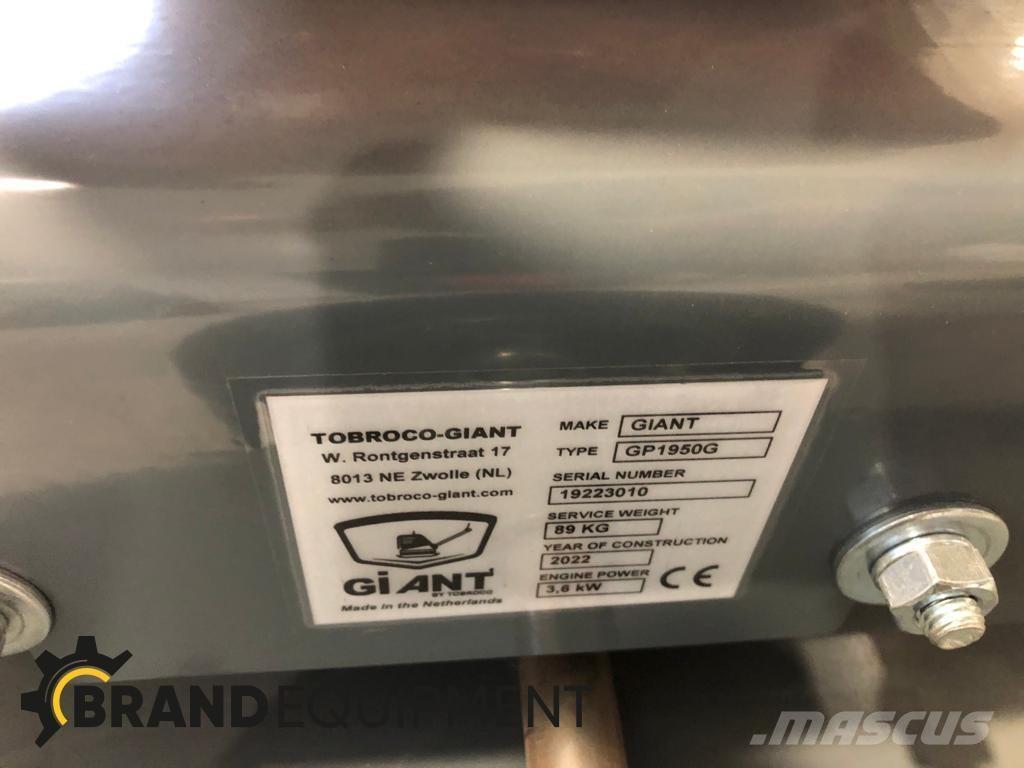 TOBROCO-GIANT
W. Rontgenstraat 17
8013 NE Zwolle (NL)
www.tobroco-giant.com
GiANT
BY TOBROCO
Made in the Netherlands
MAKE GIANT
TYPE GP1950G
SERIAL NUMBER
19223010
SERVICE WEIGHT
89 KG
YEAR OF CONSTRUCTION
2022
ENGINE POWER
3,6 kW
CE
BRANDEQUIPMENT
MASCUS